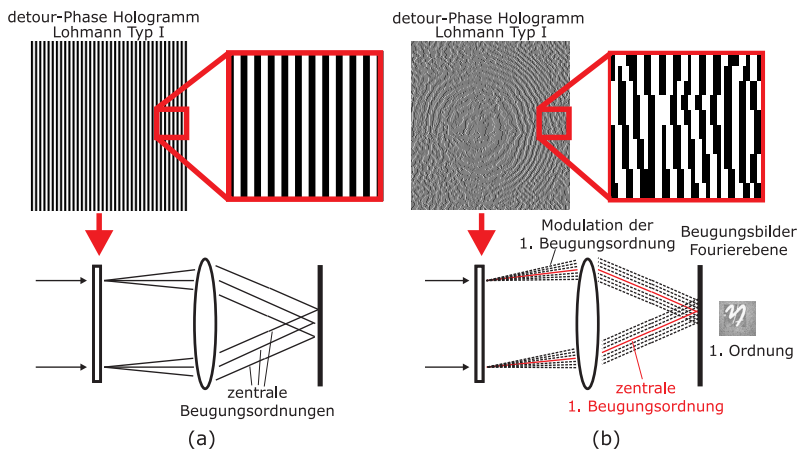 detour-Phase Hologramm
Lohmann Typ I
zentrale
Beugungsordnungen
(a)
detour-Phase Hologramm
Lohmann Typ I
Modulation der
1. Beugungsordnung
Beugungsbilder
Fourierebene
1. Ordnung
zentrale
1. Beugungsordnung
(b)